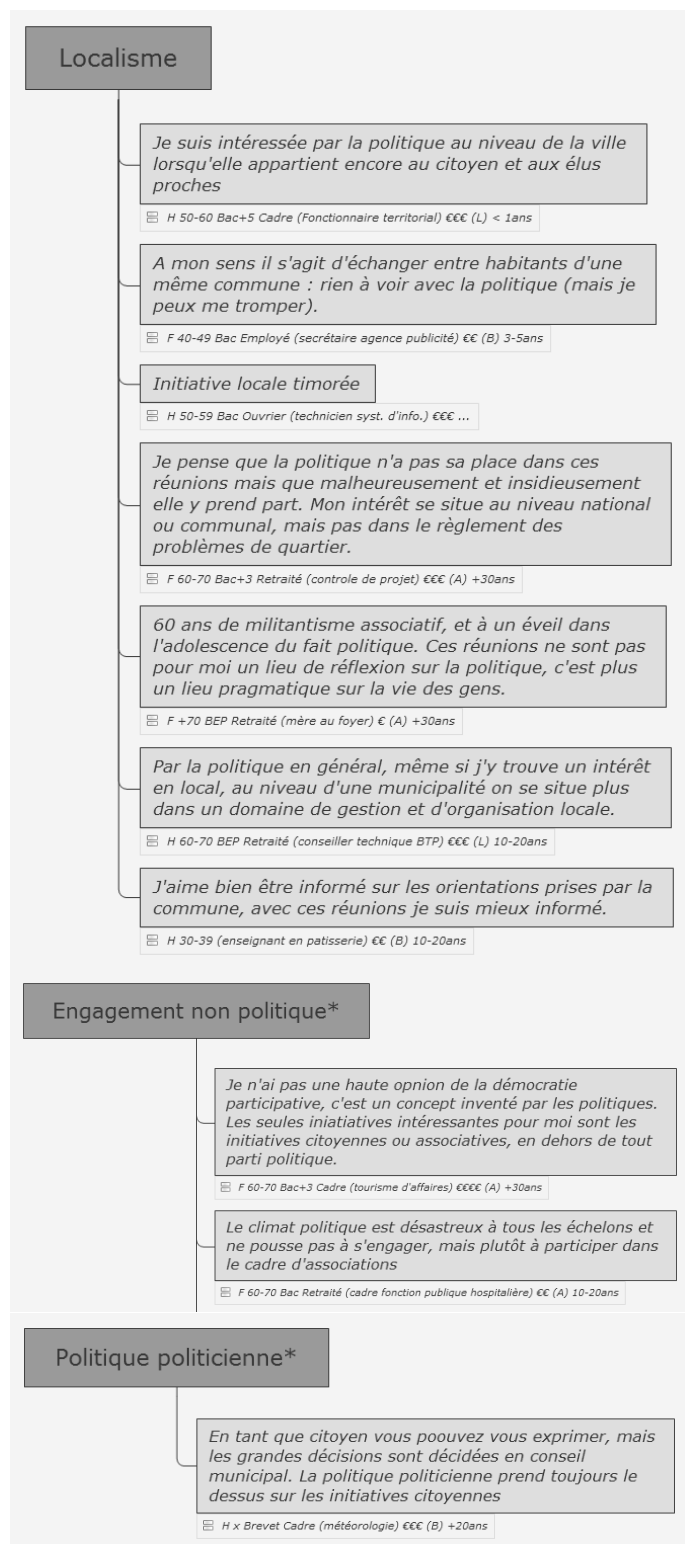 Localisme
Je suis intéressée par la politique au niveau de la ville
lorsqu'elle appartient encore au citoyen et aux élus
proches
H 50-60 Bac+5 Cadre (Fonctionnaire territorial) €€€ (L) < 1ans
A mon sens il s'agit d'échanger entre habitants d'une
même commune : rien à voir avec la politique (mais je
peux me tromper).
F 40-49 Bac Employé (secrétaire agence publicité) €€ (B) 3-5ans
Initiative locale timorée
H 50-59 Bac Ouvrier (technicien syst. d'info.) €€€ ...
Je pense que la politique n'a pas sa place dans ces
réunions mais que malheureusement et insidieusement
elle y prend part. Mon intérêt se situe au niveau national
ou communal, mais pas dans le règlement des
problèmes de quartier.
F 60-70 Bac+3 Retraité (controle de projet) €€€ (A) +30ans
60 ans de militantisme associatif, et à un éveil dans
l'adolescence du fait politique. Ces réunions ne sont pas
pour moi un lieu de réflexion sur la politique, c'est plus
un lieu pragmatique sur la vie des gens.
F +70 BEP Retraité (mère au foyer) € (A) +30ans
Par la politique en général, même si j'y trouve un intérêt
en local, au niveau d'une municipalité on se situe plus
dans un domaine de gestion et d'organisation locale.
H 60-70 BEP Retraité (conseiller technique BTP) €€€ (L) 10-20ans
J'aime bien être informé sur les orientations prises par la
commune, avec ces réunions je suis mieux informé.
H 30-39 (enseignant en patisserie) €€ (B) 10-20ans
Engagement non politique*
Je n'ai pas une haute opnion de la démocratie
participative, c'est un concept inventé par les politiques.
Les seules iniatiatives intéressantes pour moi sont les
initiatives citoyennes ou associatives, en dehors de tout
parti politique.
F 60-70 Bac+3 Cadre (tourisme d'affaires) €€€€ (A) +30ans
Le climat politique est désastreux à tous les échelons et
ne pousse pas à s'engager, mais plutôt à participer dans
le cadre d'associations
F 60-70 Bac Retraité (cadre fonction publique hospitalière) €€ (A) 10-20ans
Politique politicienne*
En tant que citoyen vous poouvez vous exprimer, mais
les grandes décisions sont décidées en conseil
municipal. La politique politicienne prend toujours le
dessus sur les initiatives citoyennes
H x Brevet Cadre (météorologie) €€€ (B) +20ans